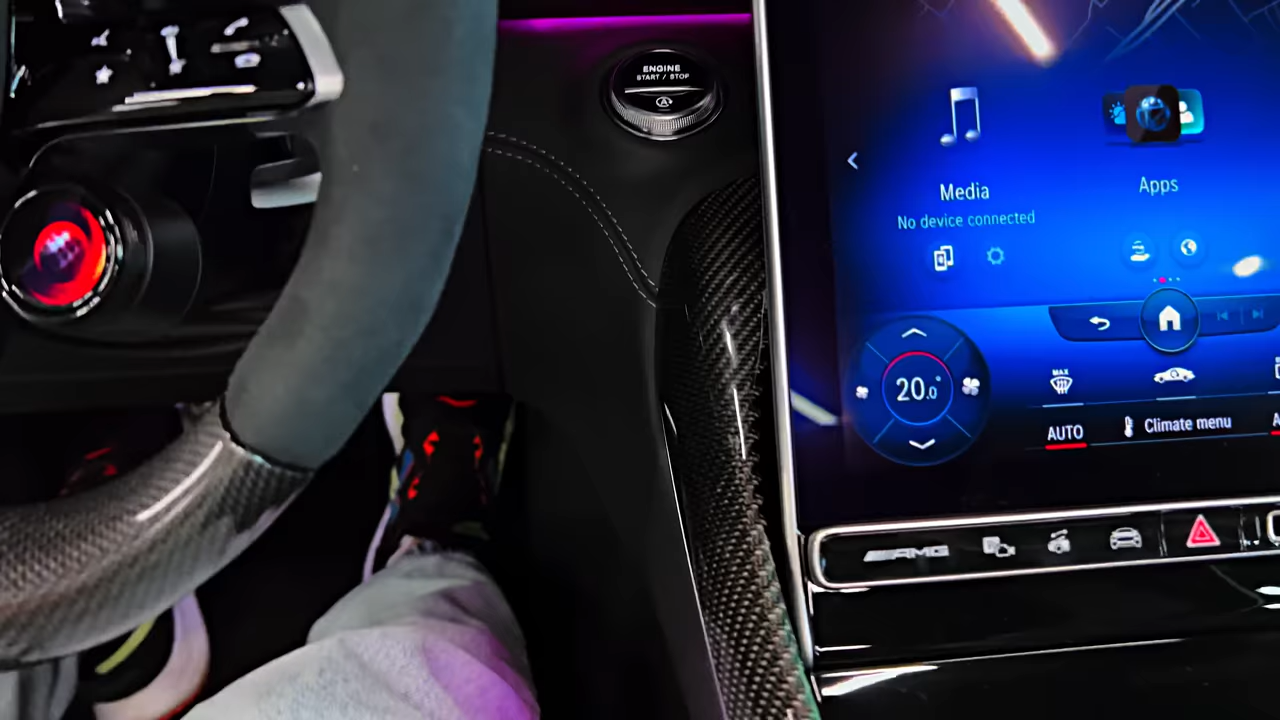 ENGINE
START / STOP
A
Media
No device connected
Apps
20.0°
MAX
AUTO
Climate menu
A
AMG